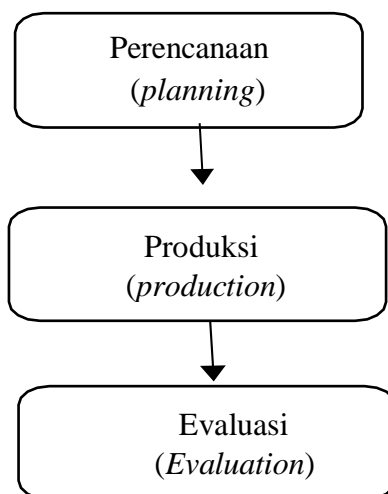 Perencanaan
(planning)
Produksi
(production)
Evaluasi
(Evaluation)